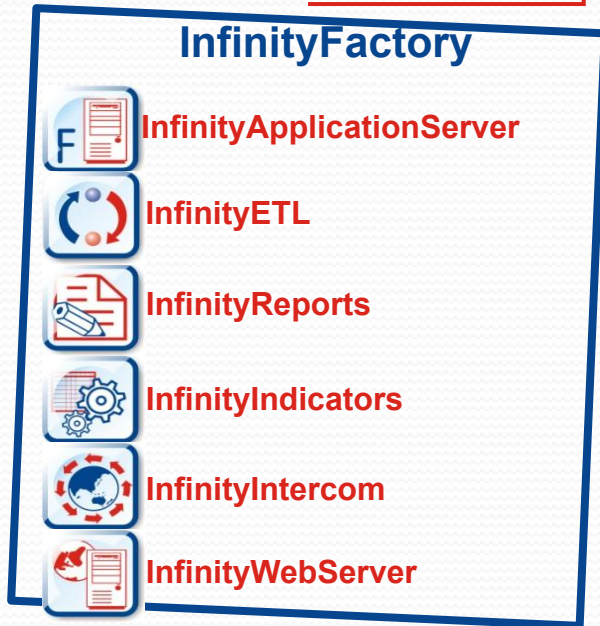 InfinityFactory
F
InfinityApplicationServer
InfinityETL
InfinityReports
InfinityIndicators
InfinityIntercom
InfinityWebServer